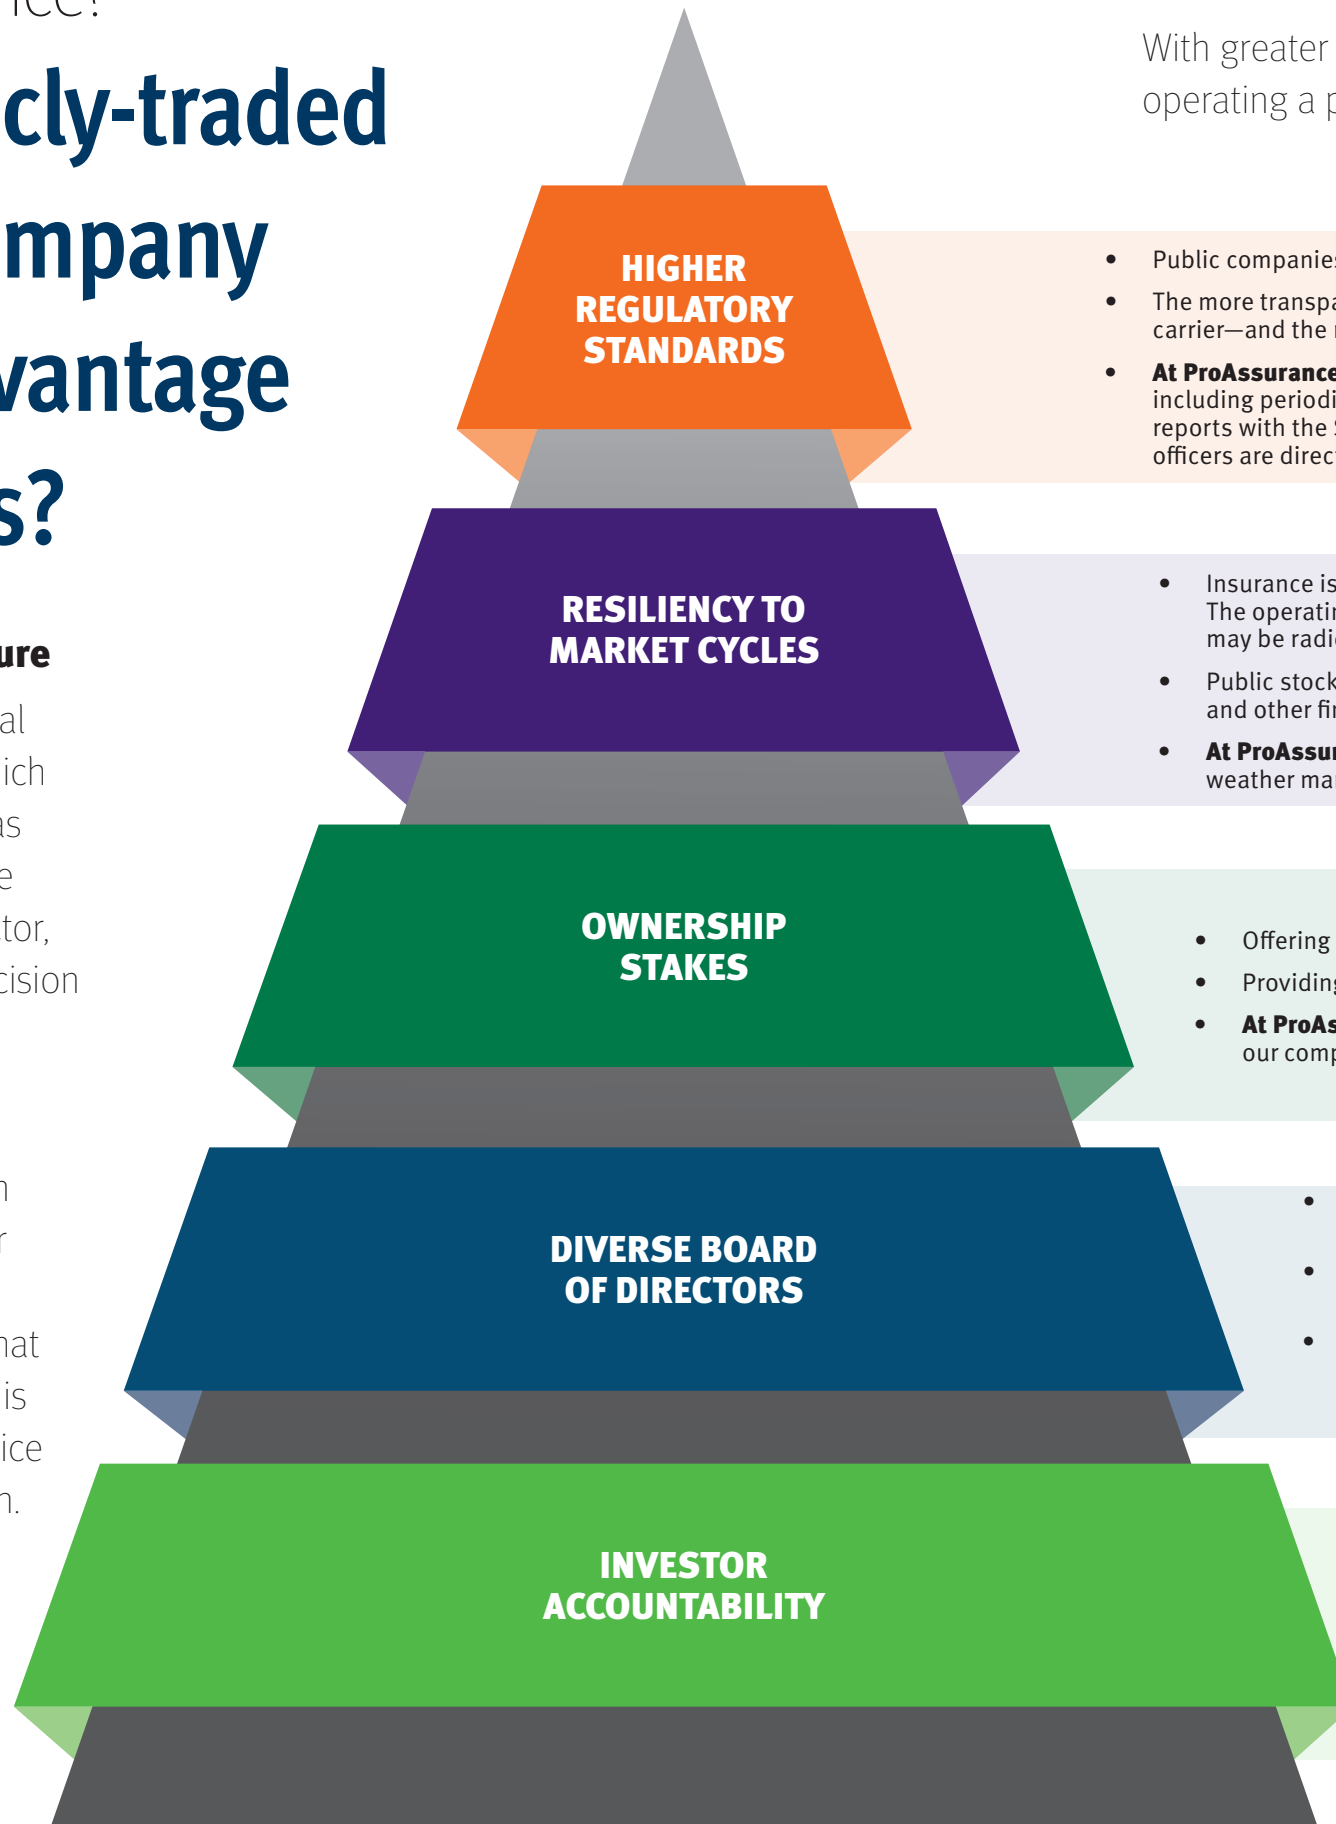 cly-traded
mpany
vantage
s?
ure
al
ich
as
e
tor,
cision
n
r
hat
is
ice
n.
With greater
operating a p
HIGHER
REGULATORY
STANDARDS
• Public companies
• The more transpa
carrier—and the
• At ProAssurance
including periodi
reports with the
officers are direc
RESILIENCY TO
MARKET CYCLES
• Insurance is
The operatin
may be radi
• Public stock
and other fin
• At ProAssur
weather mar
OWNERSHIP
STAKES
• Offering
• Providing
• At ProAs
our comp
DIVERSE BOARD
OF DIRECTORS
•
•
•
INVESTOR
ACCOUNTABILITY